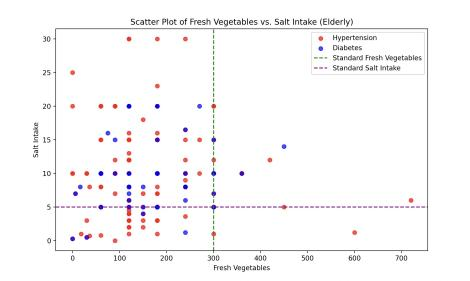 Scatter Plot of Fresh Vegetables vs. Salt Intake (Elderly)
Hypertension
Diabetes
Standard Fresh Vegetables
Standard Salt Intake
30
25
20
15
10
5
0
Salt Intake
0 100 200 300 400 500 600 700
Fresh Vegetables